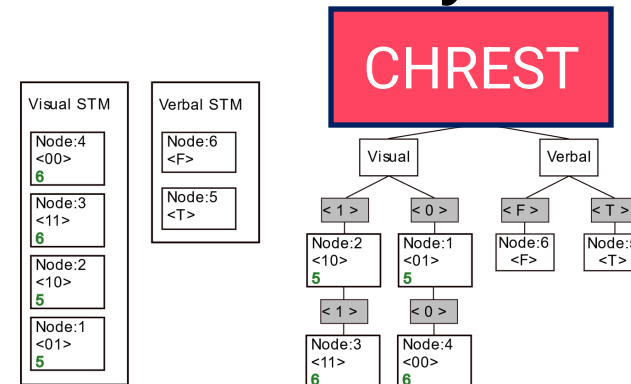 CHREST
Visual STM
Node:4
<00>
6
Node:3
<11>
6
Node:2
<10>
5
Node:1
<01>
5
Verbal STM
Node:6
<F>
Node:5
<T>
Visual
Verbal
< 1 >
< 0 >
< F >
< T >
Node:2
<10>
5
Node:1
<01>
5
Node:6
<F>
Node:5
<T>
< 1 >
< 0 >
Node:3
<11>
6
Node:4
<00>
6